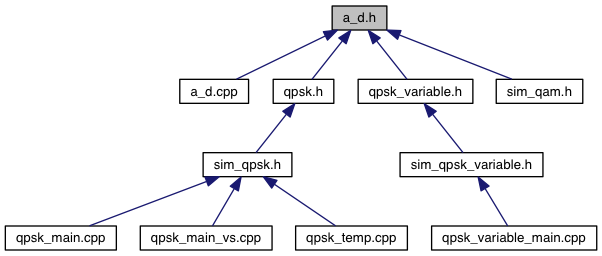 a_d.h
a_d.cpp
qpsk.h
qpsk_variable.h
sim_qam.h
sim_qpsk.h
sim_qpsk_variable.h
qpsk_main.cpp
qpsk_main_vs.cpp
qpsk_temp.cpp
qpsk_variable_main.cpp